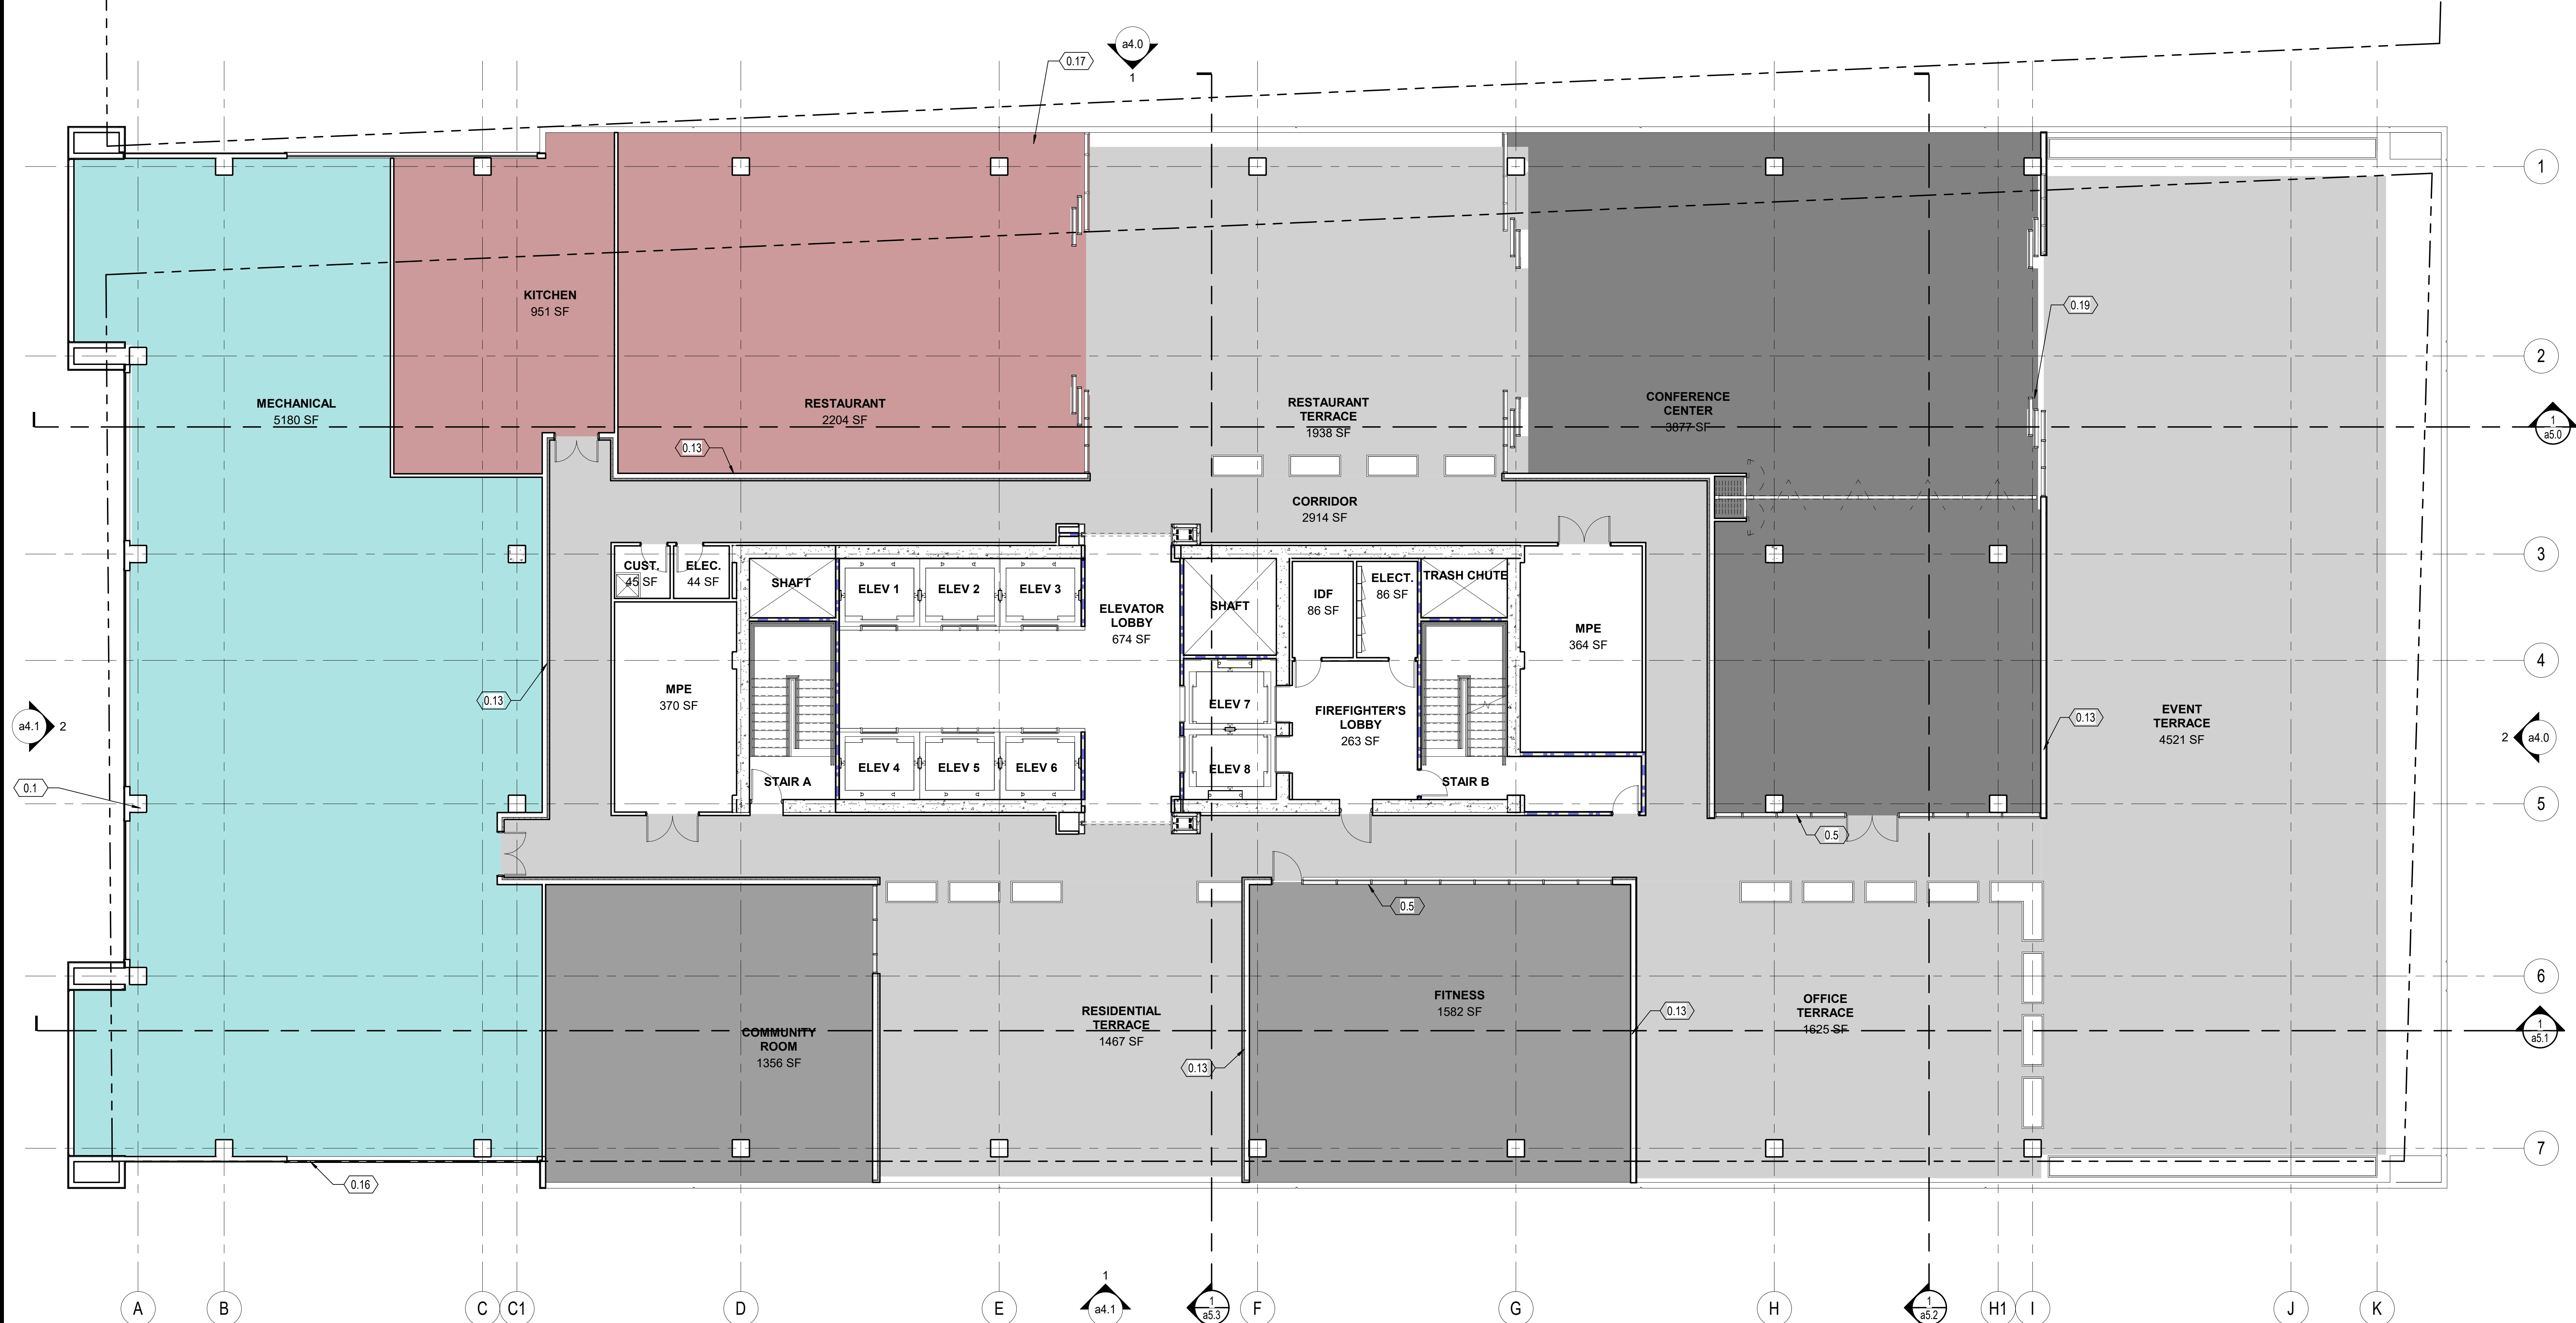 a4.0
1
0.17
1
KITCHEN
951 SF
0.19
2
MECHANICAL
5180 SF
RESTAURANT
2204 SF
RESTAURANT
TERRACE
1938 SF
CONFERENCE
CENTER
3877 SF
1
a5.0
0.13
CORRIDOR
2914 SF
3
CUST.
45 SF
ELEC.
44 SF
SHAFT
ELEV 1
ELEV 2
ELEV 3
ELEVATOR
LOBBY
674 SF
SHAFT
IDF
86 SF
ELECT.
86 SF
TRASH CHUTE
MPE
364 SF
4
MPE
370 SF
0.13
ELEV 7
FIREFIGHTER'S
LOBBY
263 SF
EVENT
TERRACE
4521 SF
0.13
a4.1
2
2
a4.0
0.1
STAIR A
ELEV 4
ELEV 5
ELEV 6
ELEV 8
STAIR B
5
0.5
0.5
6
COMMUNITY
ROOM
1356 SF
RESIDENTIAL
TERRACE
1467 SF
FITNESS
1582 SF
0.13
OFFICE
TERRACE
1625 SF
1
a5.1
0.13
7
0.16
1
A
B
C
C1
D
E
a4.1
1
a5.3
F
G
H
1
a5.2
H1
I
J
K